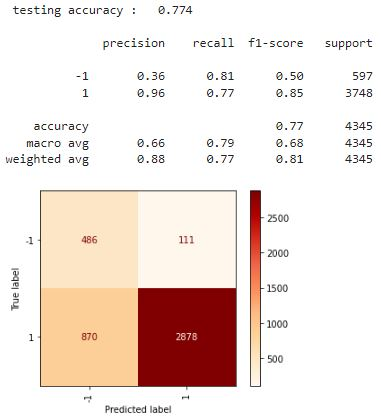 testing accuracy : 0.774
precision recall f1-score support
-1 0.36 0.81 0.50 597
1 0.96 0.77 0.85 3748
accuracy 0.77 4345
macro avg 0.66 0.79 0.68 4345
weighted avg 0.88 0.77 0.81 4345
2500
2000
1500
1000
500
True label
-1 486 111
1 870 2878
-1 1
Predicted label